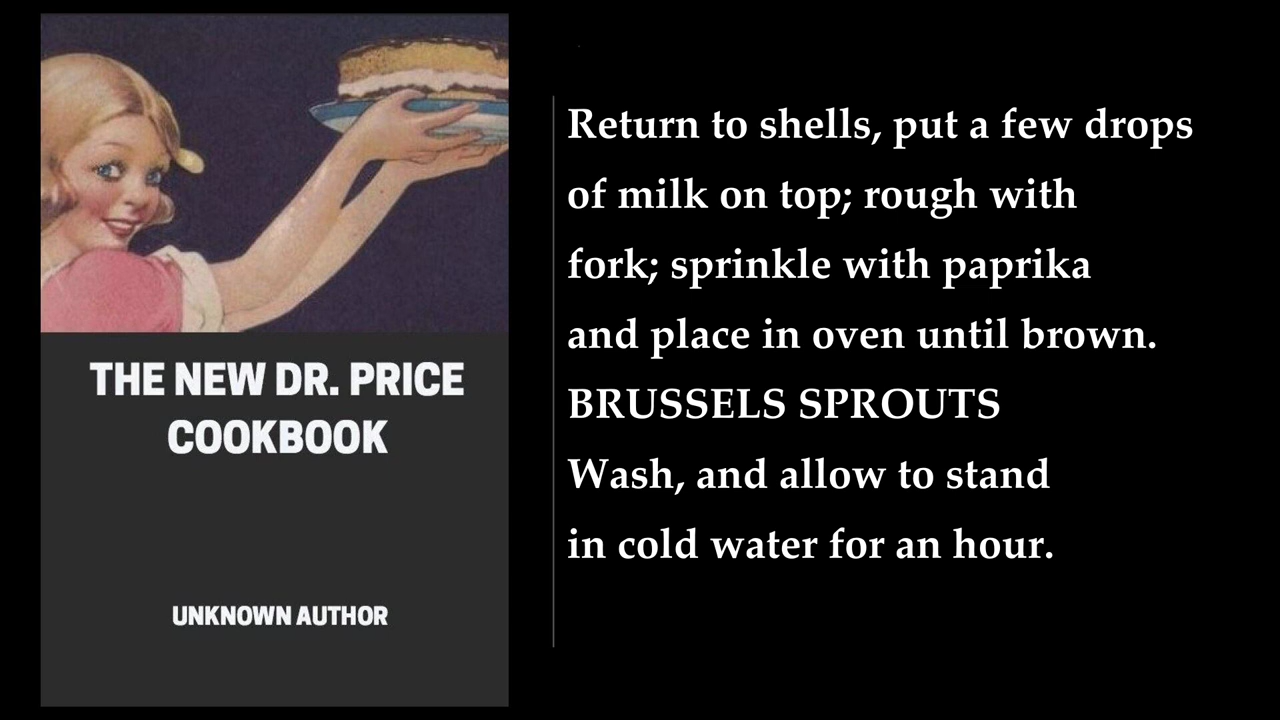 THE NEW DR. PRICE
COOKBOOK
UNKNOWN AUTHOR
Return to shells, put a few drops
of milk on top; rough with
fork; sprinkle with paprika
and place in oven until brown.
BRUSSELS SPROUTS
Wash, and allow to stand
in cold water for an hour.